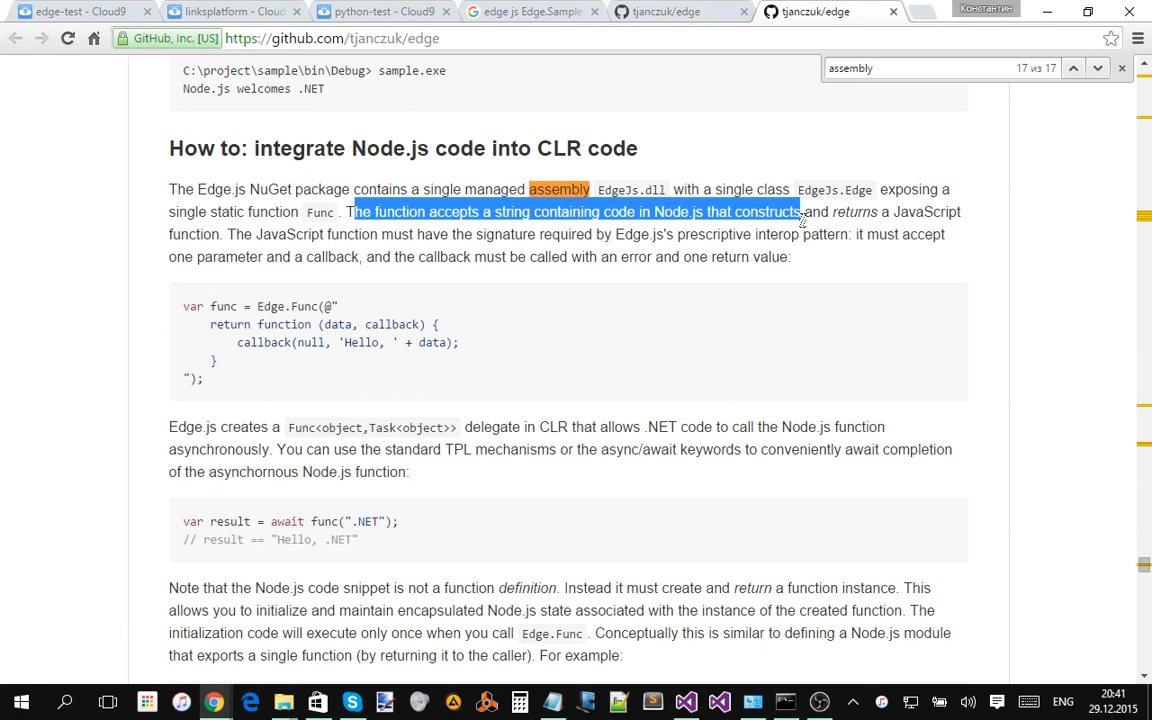 edge-test - Cloud9
linksplatform - Cloud
python-test - Cloud9
edge js Edge.Sample
tjanczuk/edge
tjanczuk/edge
Константин
GitHub, Inc. [US]
https://github.com/tjanczuk/edge
assembly
17 из 17
C:\project\sample\bin\Debug> sample.exe
Node.js welcomes .NET
How to: integrate Node.js code into CLR code
The Edge.js NuGet package contains a single managed assembly EdgeJs.dll with a single class EdgeJs.Edge exposing a
single static function Func . The function accepts a string containing code in Node.js that constructs and returns a JavaScript
function. The JavaScript function must have the signature required by Edge.js's prescriptive interop pattern: it must accept
one parameter and a callback, and the callback must be called with an error and one return value:
var func = Edge.Func(@"
return function (data, callback) {
callback(null, 'Hello, ' + data);
}
");
Edge.js creates a Func<object,Task<object>> delegate in CLR that allows .NET code to call the Node.js function
asynchronously. You can use the standard TPL mechanisms or the async/await keywords to conveniently await completion
of the asynchornous Node.js function:
var result = await func(".NET");
// result == "Hello, .NET"
Note that the Node.js code snippet is not a function definition. Instead it must create and return a function instance. This
allows you to initialize and maintain encapsulated Node.js state associated with the instance of the created function. The
initialization code will execute only once when you call Edge.Func . Conceptually this is similar to defining a Node.js module
that exports a single function (by returning it to the caller). For example:
ENG
20:41
29.12.2015